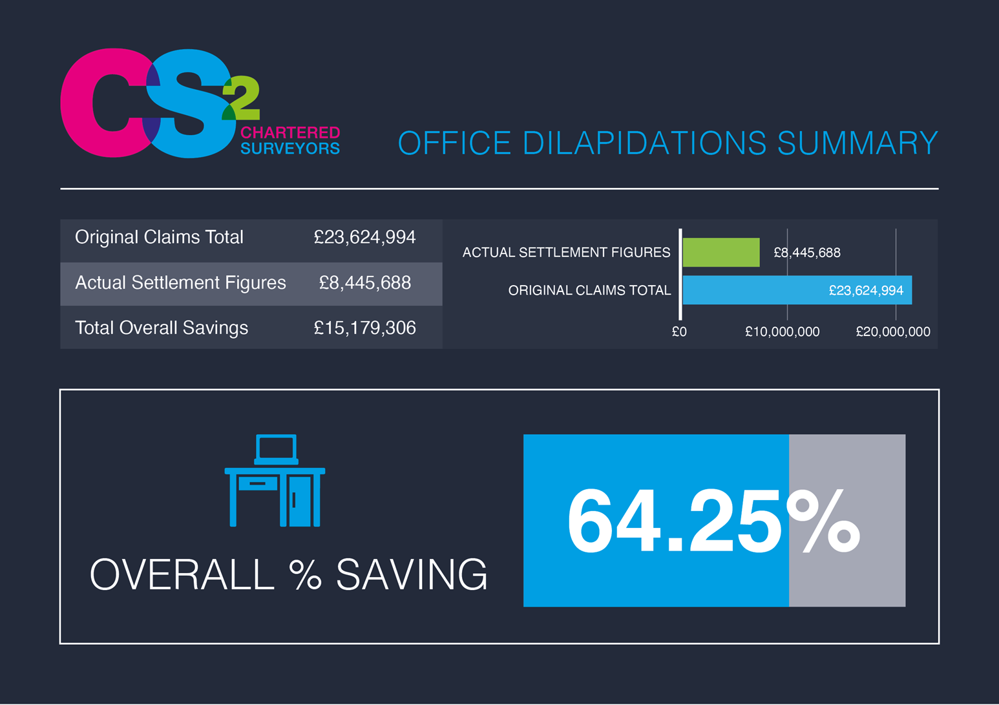 CS2
CHARTERED
SURVEYORS
OFFICE DILAPIDATIONS SUMMARY
Original Claims Total £23,624,994
Actual Settlement Figures £8,445,688
Total Overall Savings £15,179,306
ACTUAL SETTLEMENT FIGURES £8,445,688
ORIGINAL CLAIMS TOTAL £23,624,994
£0 £10,000,000 £20,000,000
OVERALL % SAVING
64.25%